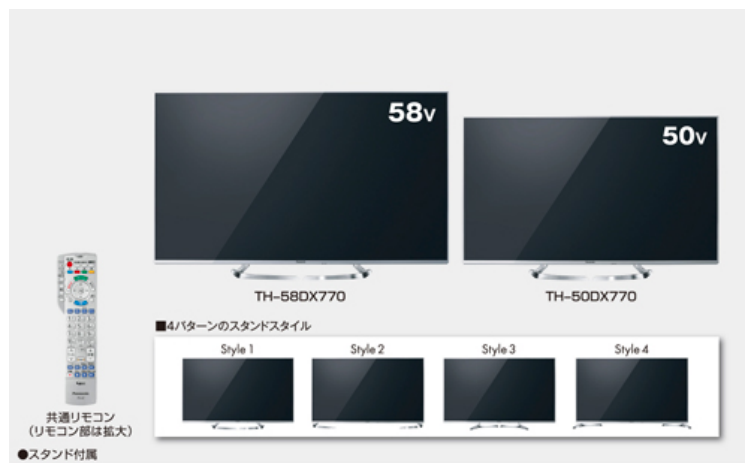 58V
50V
TH-58DX770
TH-50DX770
■4パターンのスタンドスタイル
Style 1
Style 2
Style 3
Style 4
Panasonic
共通リモコン
(リモコン部は拡大)
●スタンド付属